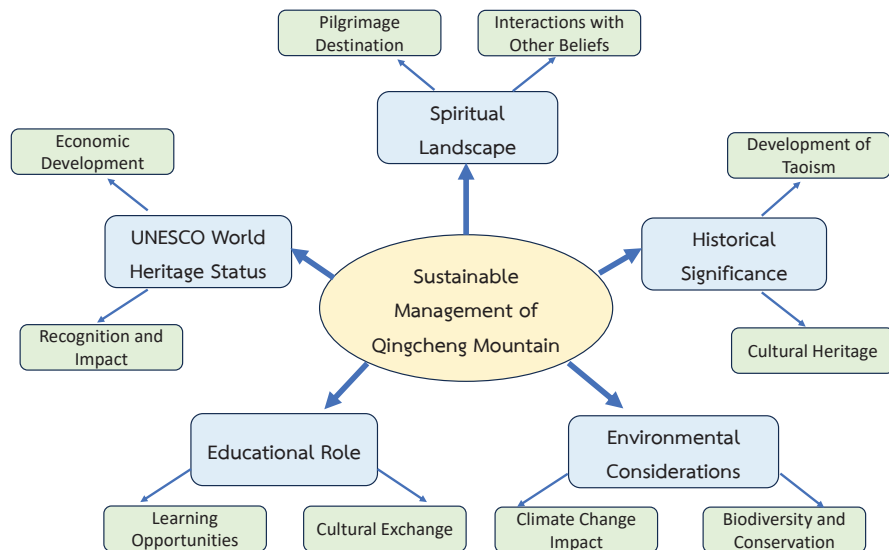 Pilgrimage
Destination
Interactions with
Other Beliefs
Spiritual
Landscape
Economic
Development
Development of
Taoism
UNESCO World
Heritage Status
Historical
Significance
Sustainable
Management of
Qingcheng Mountain
Recognition and
Impact
Cultural Heritage
Educational Role
Environmental
Considerations
Learning
Opportunities
Cultural Exchange
Climate Change
Impact
Biodiversity and
Conservation